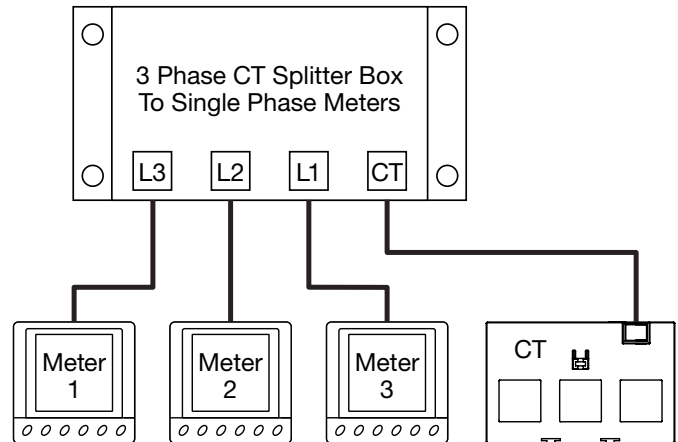 3 Phase CT Splitter Box
To Single Phase Meters
L3 L2 L1 CT
Meter
1
Meter
2
Meter
3
CT